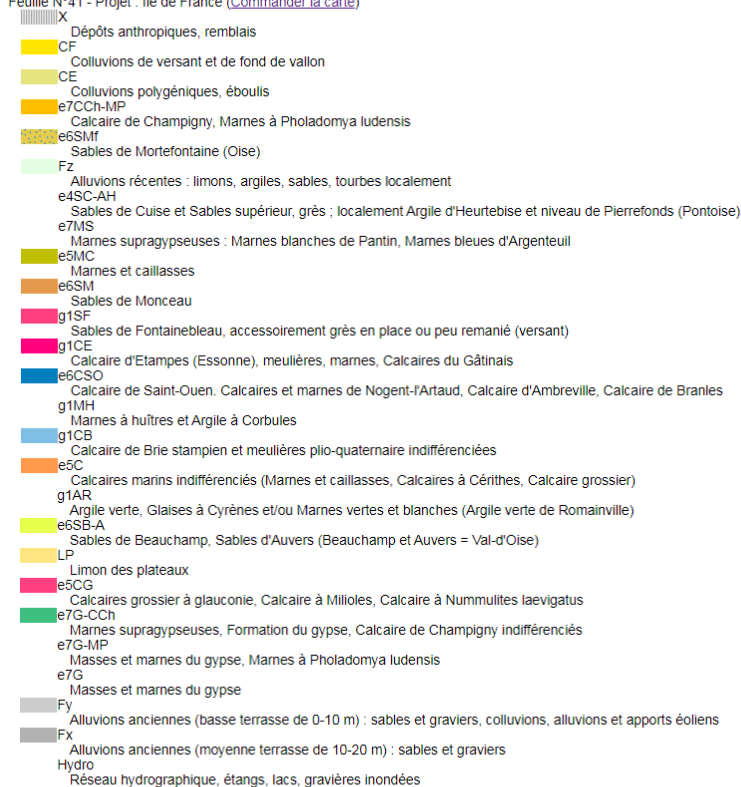 Feuille N°41 - Projet : Ile de France (Commander la carte)
X
Dépôts anthropiques, remblais
CF
Colluvions de versant et de fond de vallon
CE
Colluvions polygéniques, éboulis
e7CCh-MP
Calcaire de Champigny, Marnes à Pholadomya ludensis
e6SMf
Sables de Mortefontaine (Oise)
Fz
Alluvions récentes : limons, argiles, sables, tourbes localement
e4SC-AH
Sables de Cuise et Sables supérieur, grès ; localement Argile d'Heurtebise et niveau de Pierrefonds (Pontoise)
e7MS
Marnes supragypseuses : Marnes blanches de Pantin, Marnes bleues d'Argenteuil
e5MC
Marnes et caillasses
e6SM
Sables de Monceau
g1SF
Sables de Fontainebleau, accessoirement grès en place ou peu remanié (versant)
g1CE
Calcaire d'Etampes (Essonne), meulières, marnes, Calcaires du Gâtinais
e6CSO
Calcaire de Saint-Ouen. Calcaires et marnes de Nogent-l'Artaud, Calcaire d'Ambreville, Calcaire de Branles
g1MH
Marnes à huîtres et Argile à Corbules
g1CB
Calcaire de Brie stampien et meulières plio-quaternaire indifférenciées
e5C
Calcaires marins indifférenciés (Marnes et caillasses, Calcaires à Cérithes, Calcaire grossier)
g1AR
Argile verte, Glaises à Cyrènes et/ou Marnes vertes et blanches (Argile verte de Romainville)
e6SB-A
Sables de Beauchamp, Sables d'Auvers (Beauchamp et Auvers = Val-d'Oise)
LP
Limon des plateaux
e5CG
Calcaires grossier à glauconie, Calcaire à Milioles, Calcaire à Nummulites laevigatus
e7G-CCh
Marnes supragypseuses, Formation du gypse, Calcaire de Champigny indifférenciés
e7G-MP
Masses et marnes du gypse, Marnes à Pholadomya ludensis
e7G
Masses et marnes du gypse
Fy
Alluvions anciennes (basse terrasse de 0-10 m) : sables et graviers, colluvions, alluvions et apports éoliens
Fx
Alluvions anciennes (moyenne terrasse de 10-20 m) : sables et graviers
Hydro
Réseau hydrographique, étangs, lacs, gravières inondées